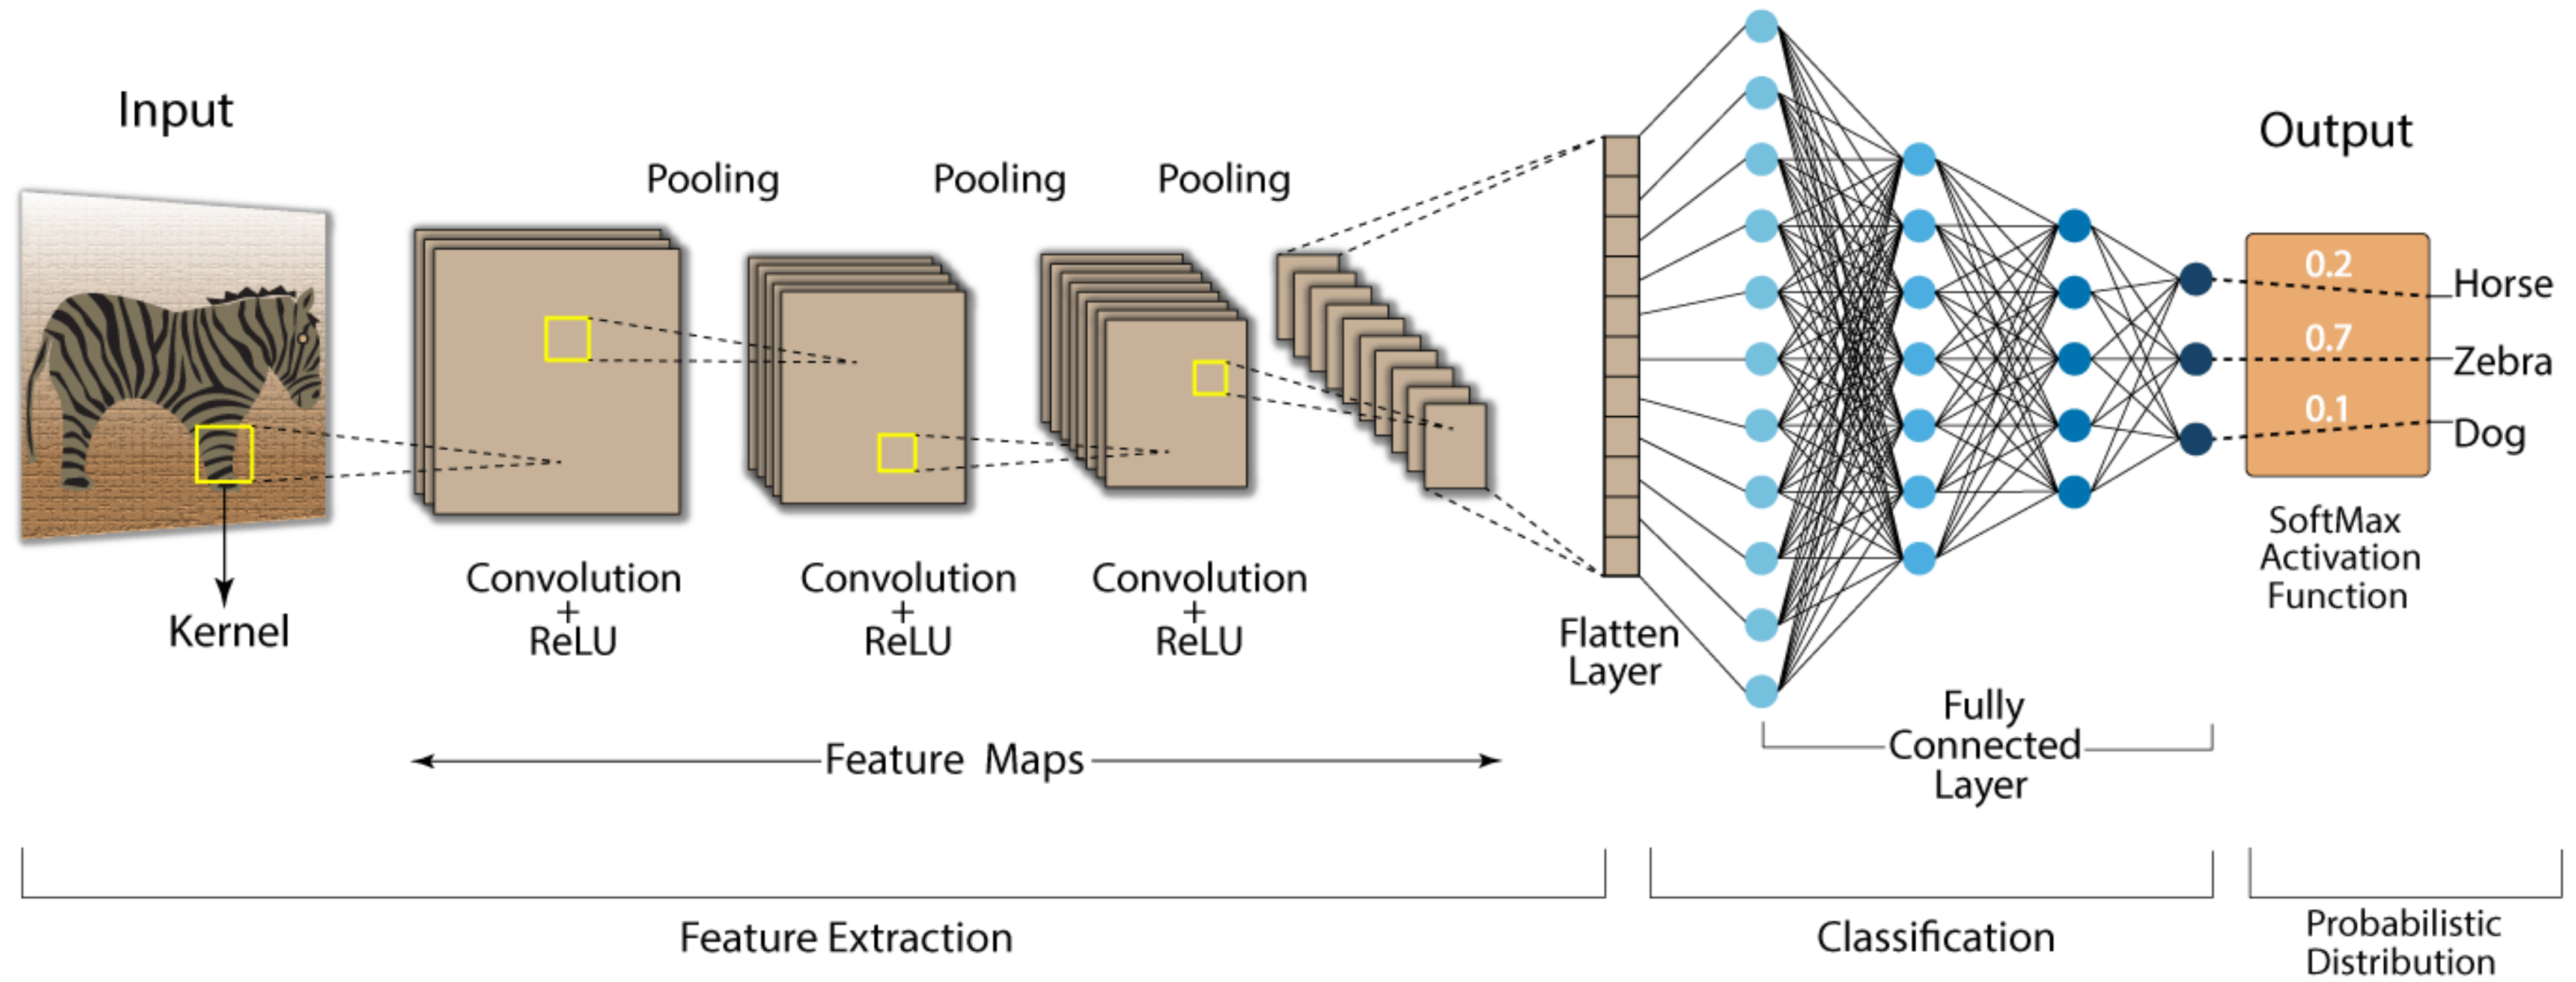 Input
Output
Pooling
Pooling
Pooling
0.2
Horse
0.7
Zebra
0.1
Dog
Kernel
Convolution
+
ReLU
Convolution
+
ReLU
Convolution
+
ReLU
Flatten
Layer
SoftMax
Activation
Function
Fully
Connected
Layer
Feature Maps
Feature Extraction
Classification
Probabilistic
Distribution